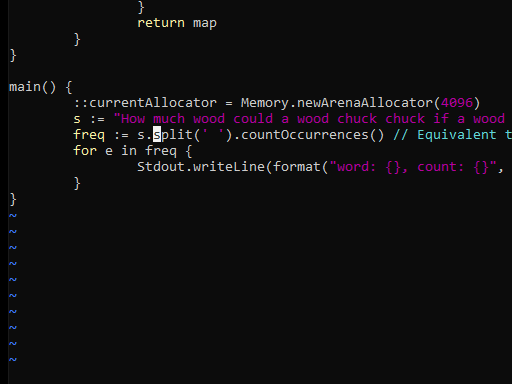 }
return map
}
}
main() {
::currentAllocator = Memory.newArenaAllocator(4096)
s := "How much wood could a wood chuck chuck if a wood
freq := s.split(' ').countOccurrences() // Equivalent t
for e in freq {
Stdout.writeLine(format("word: {}, count: {}",
}
}
~
~
~
~
~
~
~
~
~
~